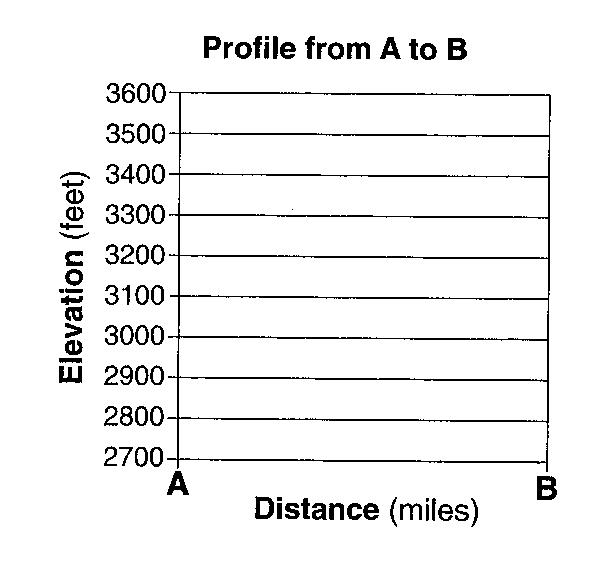 Profile from A to B
3600
3500
3400
3300
3200
3100
3000
2900
2800
2700
Elevation (feet)
A
B
Distance (miles)